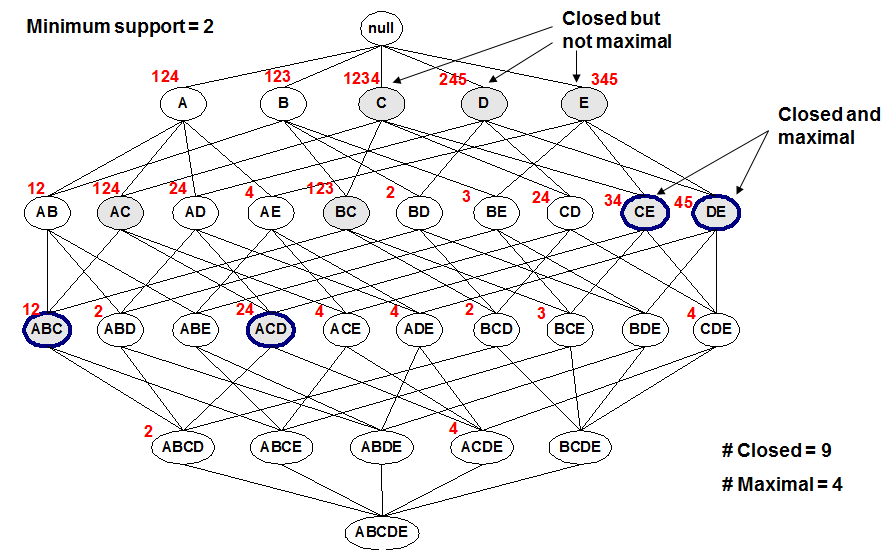 Minimum support = 2
null
Closed but
not maximal
124
123
1234
245
345
A
B
C
D
E
Closed and
maximal
12
124
24
4
123
2
3
24
34
45
AB
AC
AD
AE
BC
BD
BE
CD
CE
DE
12
2
24
4
4
2
3
4
ABC
ABD
ABE
ACD
ACE
ADE
BCD
BCE
BDE
CDE
2
4
ABCD
ABCE
ABDE
ACDE
BCDE
# Closed = 9
# Maximal = 4
ABCDE